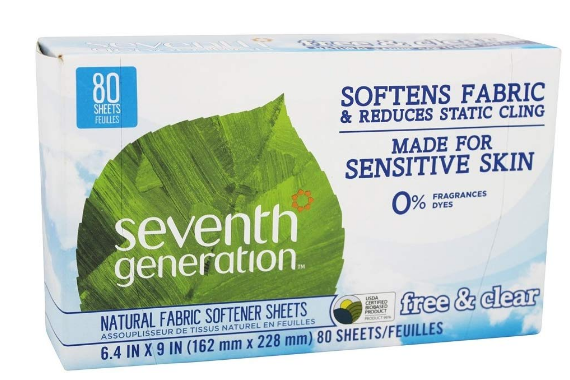 80
SHEETS
FEUILLES
SOFTENS FABRIC
& REDUCES STATIC CLING
MADE FOR
SENSITIVE SKIN
0% FRAGRANCES
DYES
seventh
generation™
NATURAL FABRIC SOFTENER SHEETS
ASSOUPLISSEUR DE TISSUS NATUREL EN FEUILLES
6.4 IN X 9 IN (162 mm x 228 mm) 80 SHEETS/FEUILLES
USDA
CERTIFIED
BIOBASED
PRODUCT
free & clear